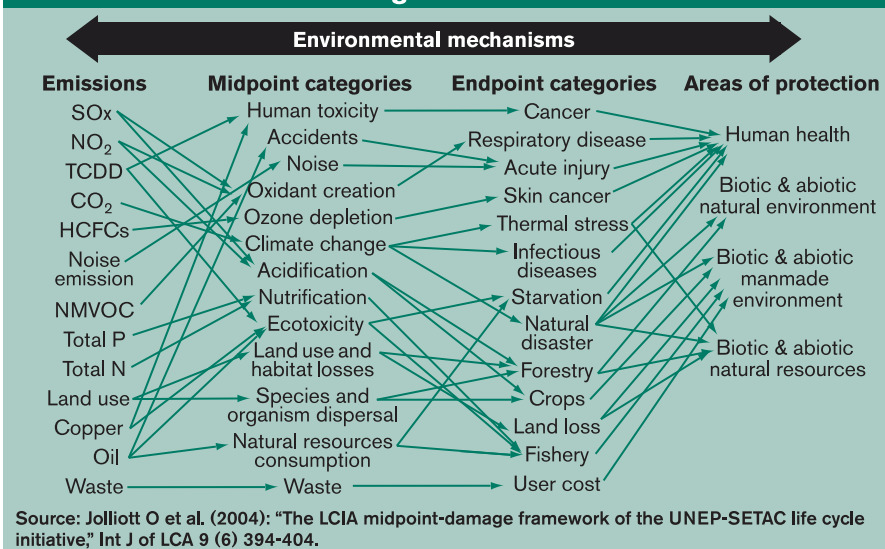 Environmental mechanisms
Emissions
SOx
NO2
TCDD
CO2
HCFCs
Noise
emission
NMVOC
Total P
Total N
Land use
Copper
Oil
Waste
Midpoint categories
Human toxicity
Accidents
Noise
Oxidant creation
Ozone depletion
Climate change
Acidification
Nutrification
Ecotoxicity
Land use and
habitat losses
Species and
organism dispersal
Natural resources
consumption
Waste
Endpoint categories
Cancer
Respiratory disease
Acute injury
Skin cancer
Thermal stress
Infectious
diseases
Starvation
Natural
disaster
Forestry
Crops
Land loss
Fishery
User cost
Areas of protection
Human health
Biotic & abiotic
natural environment
Biotic & abiotic
manmade
environment
Biotic & abiotic
natural resources
Source: Jolliott O et al. (2004): “The LCIA midpoint-damage framework of the UNEP-SETAC life cycle
initiative,” Int J of LCA 9 (6) 394-404.